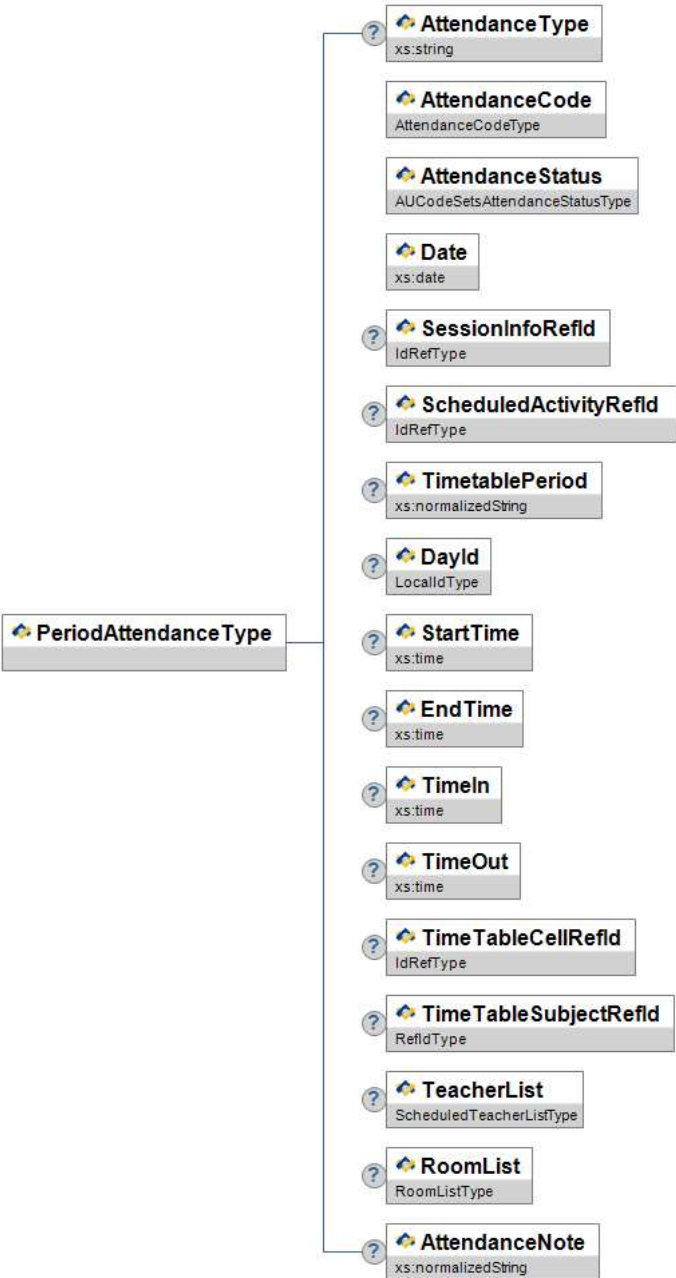 ? AttendanceType
xs:string
AttendanceCode
AttendanceCodeType
AttendanceStatus
AUCodeSetsAttendanceStatusType
Date
xs:date
? SessionInfoRefId
IdRefType
? ScheduledActivityRefId
IdRefType
? TimetablePeriod
xs:normalizedString
? DayId
LocalIdType
PeriodAttendanceType
? StartTime
xs:time
? EndTime
xs:time
? TimeIn
xs:time
? TimeOut
xs:time
? TimeTableCellRefId
IdRefType
? TimeTableSubjectRefId
RefIdType
? TeacherList
ScheduledTeacherListType
? RoomList
RoomListType
? AttendanceNote
xs:normalizedString